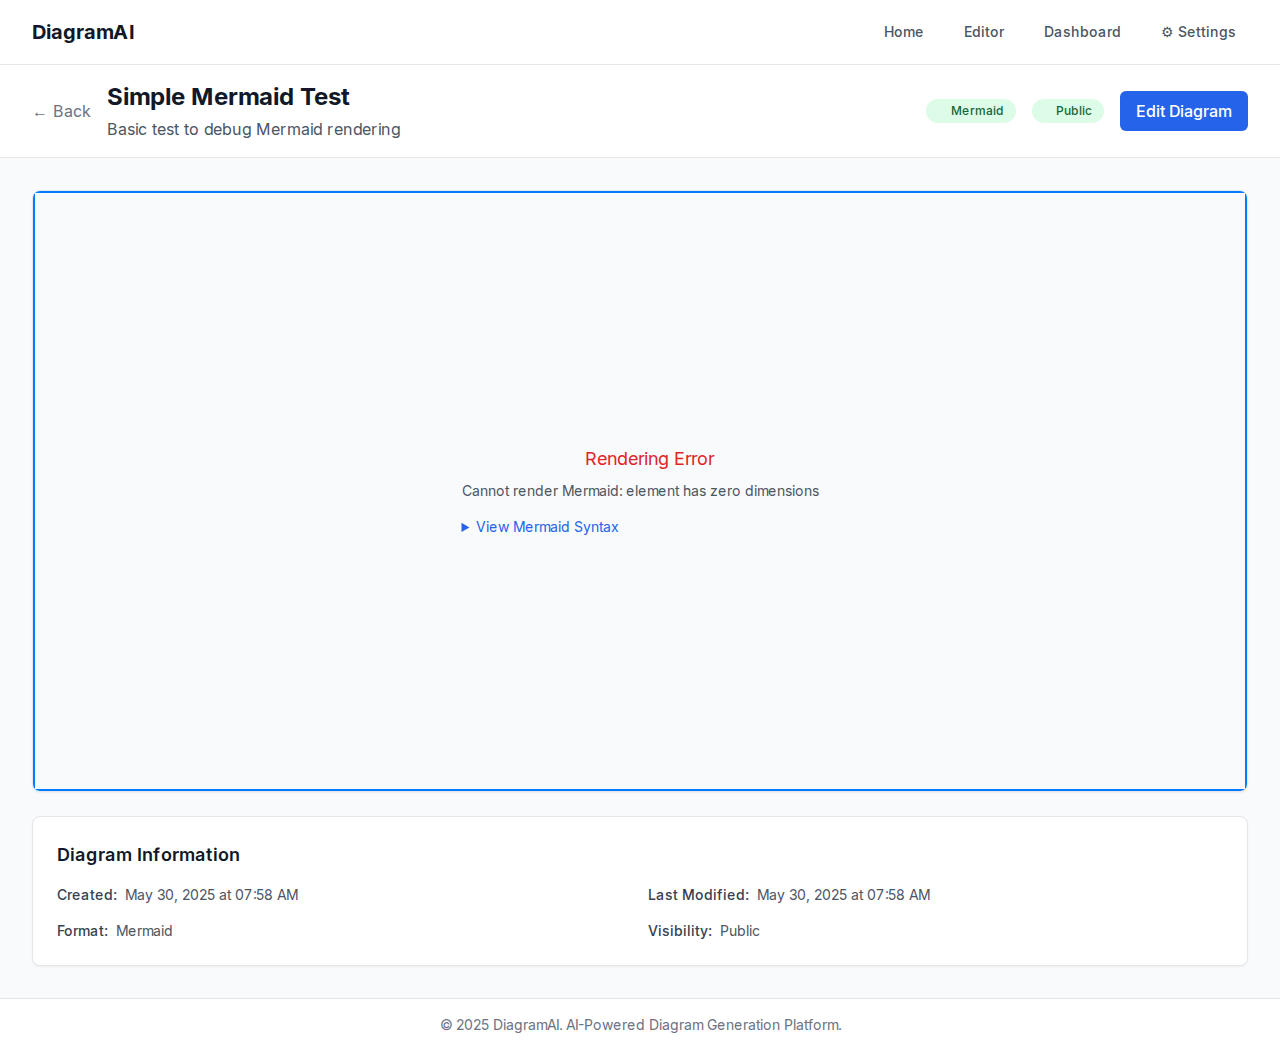 DiagramAI
Home
Editor
Dashboard
⚙ Settings
← Back
Simple Mermaid Test
Basic test to debug Mermaid rendering
Mermaid
Public
Edit Diagram
Rendering Error
Cannot render Mermaid: element has zero dimensions
▶ View Mermaid Syntax
Diagram Information
Created: May 30, 2025 at 07:58 AM
Last Modified: May 30, 2025 at 07:58 AM
Format: Mermaid
Visibility: Public
© 2025 DiagramAI. AI-Powered Diagram Generation Platform.